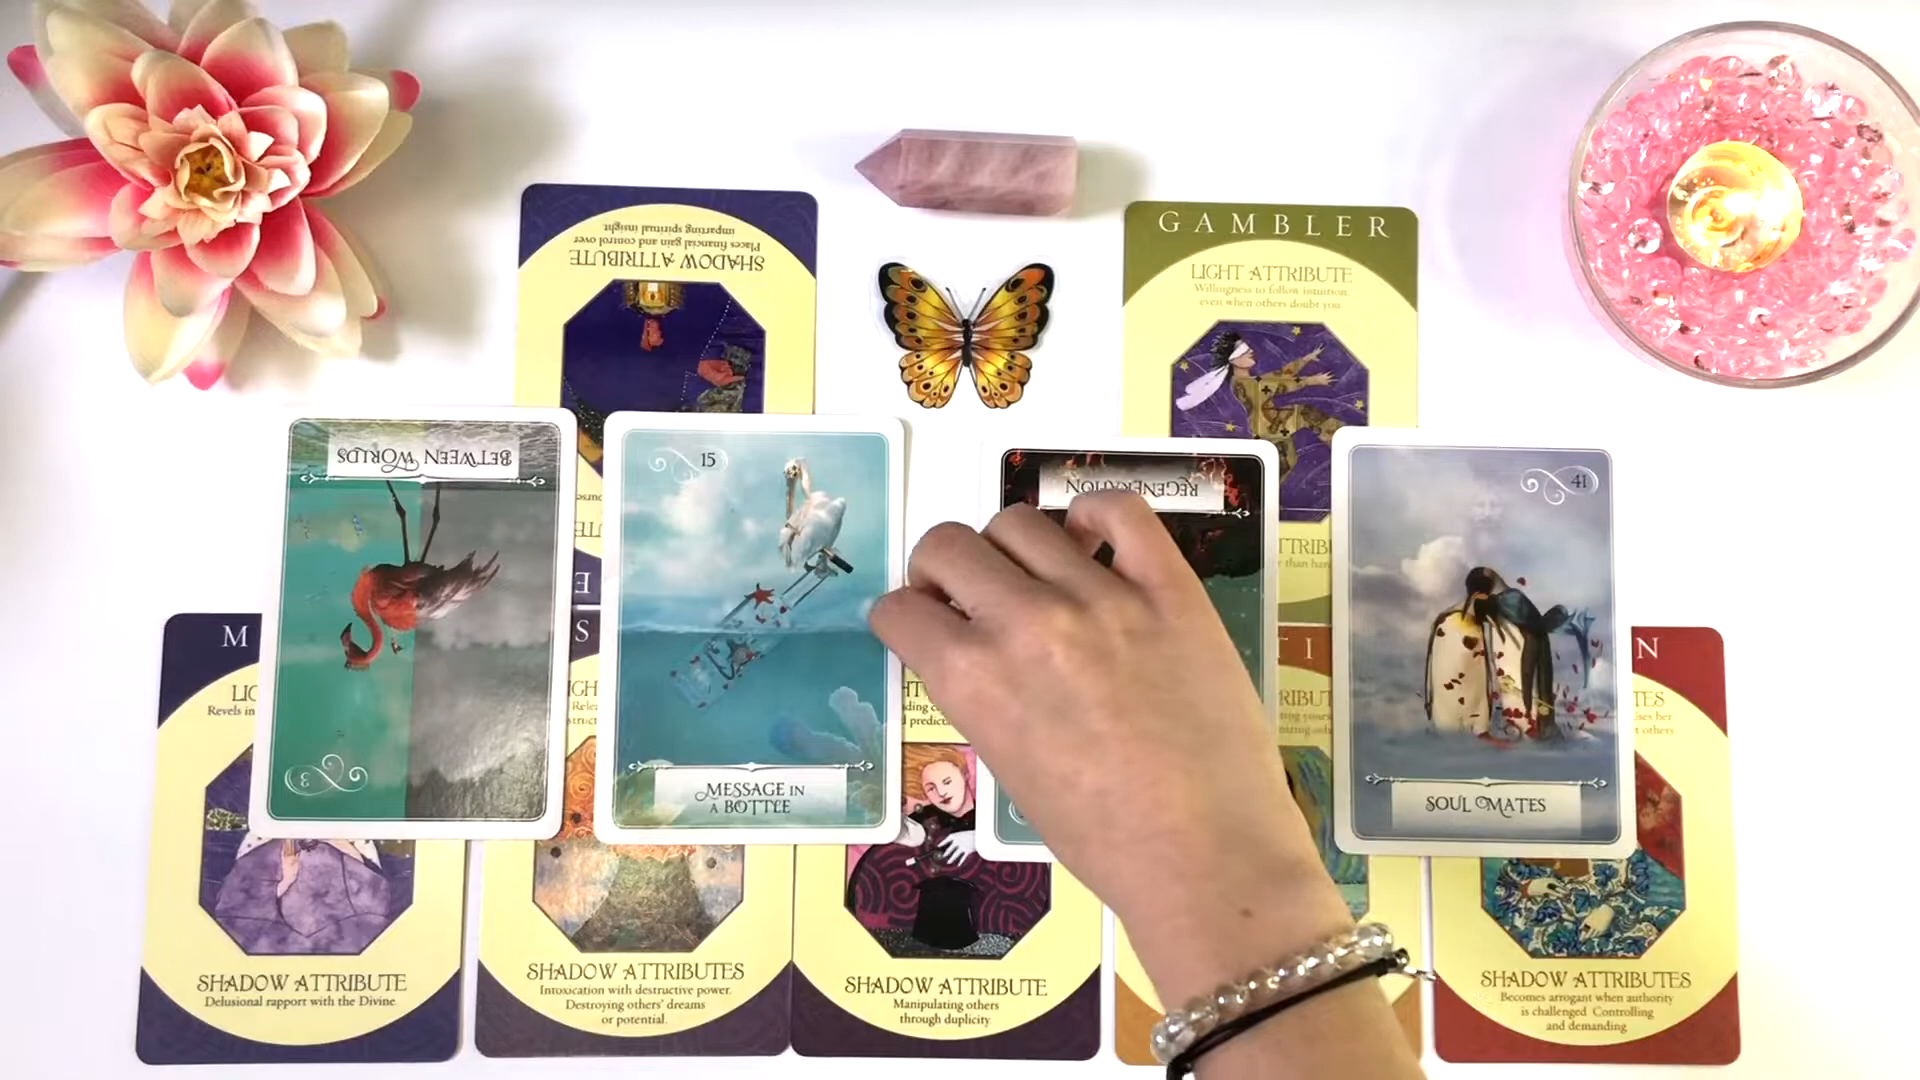 imparting spiritual insight
Places financial gain and control over
SHADOW ATTRIBUTE
GAMBLER
LIGHT ATTRIBUTE
Willingness to follow intuition
even when others doubt you
BETWEEN WORLDS
3
15
MESSAGE IN
A BOTTLE
REGENERATION
41
SOUL MATES
E
M
S
I
N
Revels in
SHADOW ATTRIBUTE
Delusional rapport with the Divine.
SHADOW ATTRIBUTES
Intoxication with destructive power.
Destroying others' dreams
or potential.
SHADOW ATTRIBUTE
Manipulating others
through duplicity
SHADOW ATTRIBUTES
Becomes arrogant when authority
is challenged Controlling
and demanding